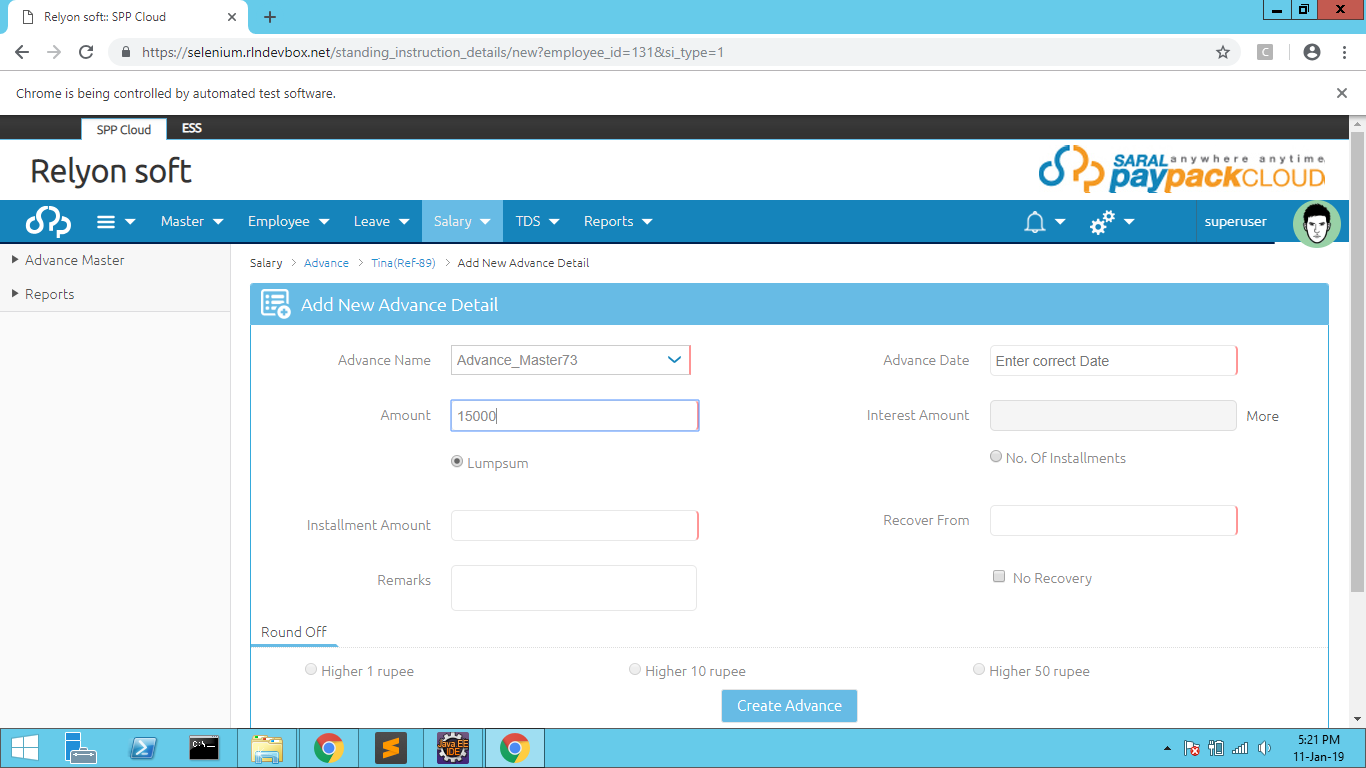 Relyon soft:: SPP Cloud
https://selenium.rlndevbox.net/standing_instruction_details/new?employee_id=131&si_type=1
C
Chrome is being controlled by automated test software.
SPP Cloud ESS
Relyon soft
SARAL anywhere anytime
paypackCLOUD
Master Employee Leave Salary TDS Reports superuser
Advance Master
Reports
Salary > Advance > Tina(Ref-89) > Add New Advance Detail
Add New Advance Detail
Advance Name Advance_Master73 Advance Date Enter correct Date
Amount 15000 Interest Amount More
Lumpsum No. Of Installments
Installment Amount Recover From
Remarks No Recovery
Round Off
Higher 1 rupee Higher 10 rupee Higher 50 rupee
Create Advance
C:\_
Java EE
IDE
5:21 PM
11-Jan-19